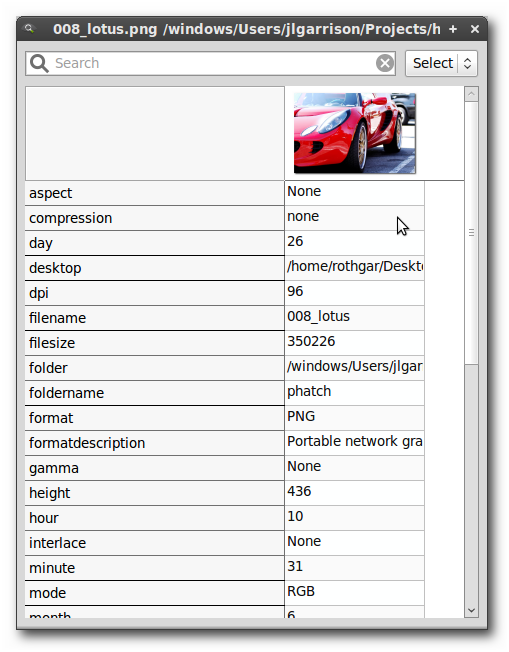 008_lotus.png /windows/Users/jlgarrison/Projects/h
Search
Select
aspect None
compression none
day 26
desktop /home/rothgar/Deskt
dpi 96
filename 008_lotus
filesize 350226
folder /windows/Users/jlgar
foldername phatch
format PNG
formatdescription Portable network gra
gamma None
height 436
hour 10
interlace None
minute 31
mode RGB
month 6